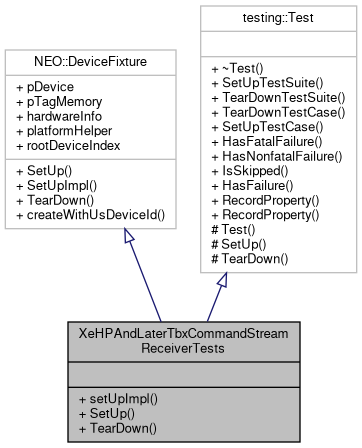 NEO::DeviceFixture
+ pDevice
+ pTagMemory
+ hardwareInfo
+ platformHelper
+ rootDeviceIndex
+ SetUp()
+ SetUpImpl()
+ TearDown()
+ createWithUsDeviceId()
testing::Test
+ ~Test()
+ SetUpTestSuite()
+ TearDownTestSuite()
+ TearDownTestCase()
+ SetUpTestCase()
+ HasFatalFailure()
+ HasNonfatalFailure()
+ IsSkipped()
+ HasFailure()
+ RecordProperty()
+ RecordProperty()
# Test()
# SetUp()
# TearDown()
XeHPAndLaterTbxCommandStream
ReceiverTests
+ setUpImpl()
+ SetUp()
+ TearDown()